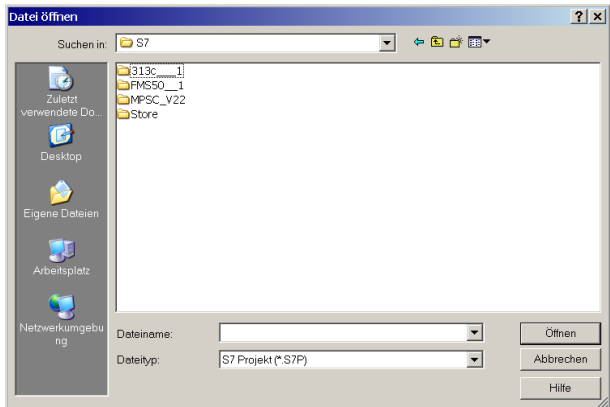 Datei öffnen
Suchen in:
S7
313c___1
FMS50__1
MPSC_V22
Store
Zuletzt
verwendete Do...
Desktop
Eigene Dateien
Arbeitsplatz
Netzwerkumgebu
ng
Dateiname:
Öffnen
Dateityp:
S7 Projekt (*.S7P)
Abbrechen
Hilfe